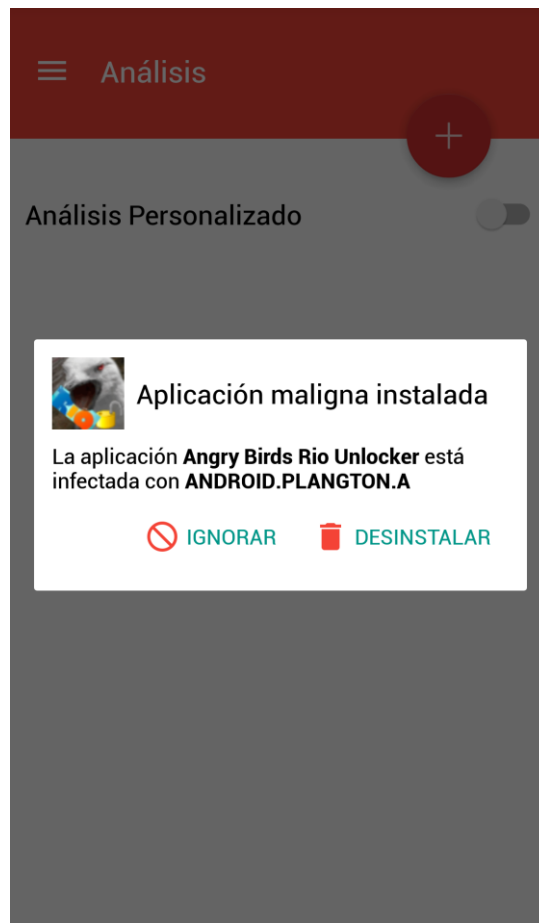 Análisis
Análisis Personalizado
Aplicación maligna instalada
La aplicación Angry Birds Rio Unlocker está
infectada con ANDROID.PLANGTON.A
IGNORAR DESINSTALAR